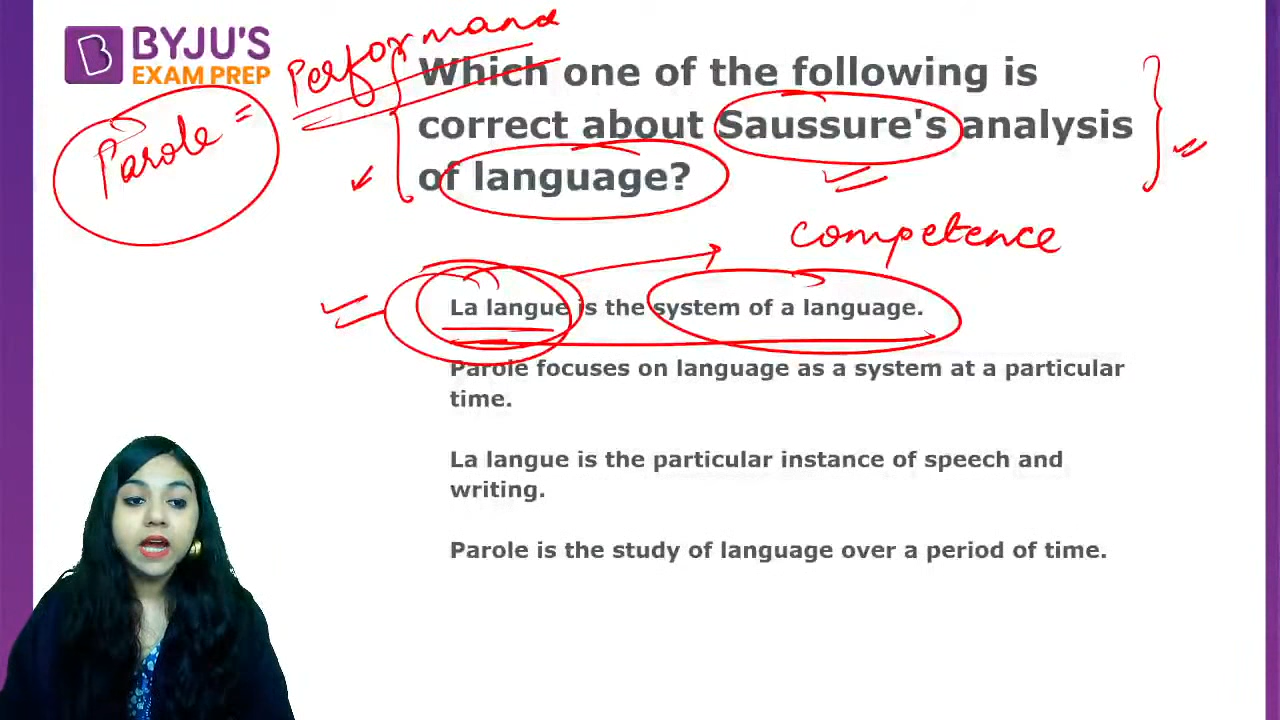 BYJU'S
EXAM PREP
Performance
Parole =
Which one of the following is
correct about Saussure's analysis
of language?
competence
La langue is the system of a language.
Parole focuses on language as a system at a particular
time.
La langue is the particular instance of speech and
writing.
Parole is the study of language over a period of time.